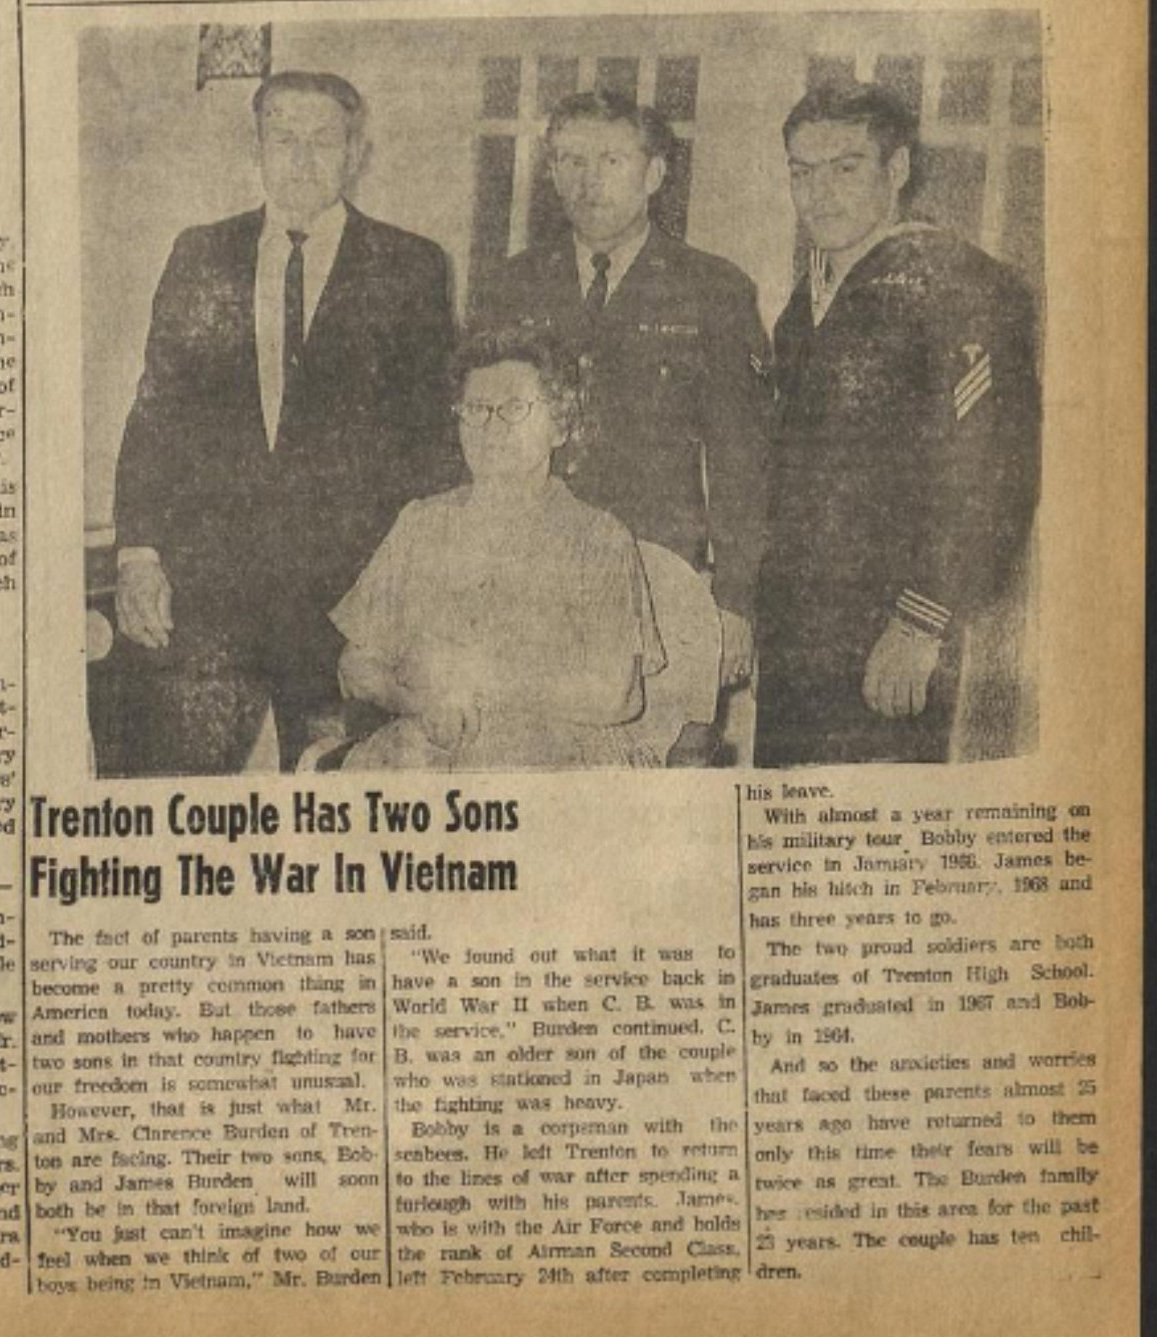 Trenton Couple Has Two Sons
Fighting The War In Vietnam
The fact of parents having a son
serving our country in Vietnam has
become a pretty common thing in
America today. But those fathers
and mothers who happen to have
two sons in that country fighting for
our freedom is somewhat unusual.
However, that is just what Mr.
and Mrs. Clarence Burden of Tren-
ton are facing. Their two sons, Bob-
by and James Burden will soon
both be in that foreign land.
"You just can't imagine how we
feel when we think of two of our
boys being in Vietnam," Mr. Burden
said.
"We found out what it was to
have a son in the service back in
World War II when C. B. was in
the service," Burden continued. C.
B. was an older son of the couple
who was stationed in Japan when
the fighting was heavy.
Bobby is a corpsman with the
seabees. He left Trenton to return
to the lines of war after spending a
furlough with his parents. James,
who is with the Air Force and holds
the rank of Airman Second Class,
left February 24th after completing
his leave.
With almost a year remaining on
his military tour Bobby entered the
service in January 1966. James be-
gan his hitch in February, 1968 and
has three years to go.
The two proud soldiers are both
graduates of Trenton High School.
James graduated in 1967 and Bob-
by in 1964.
And so the anxieties and worries
that faced these parents almost 25
years ago have returned to them
only this time their fears will be
twice as great. The Burden family
has resided in this area for the past
23 years. The couple has ten chil-
dren.